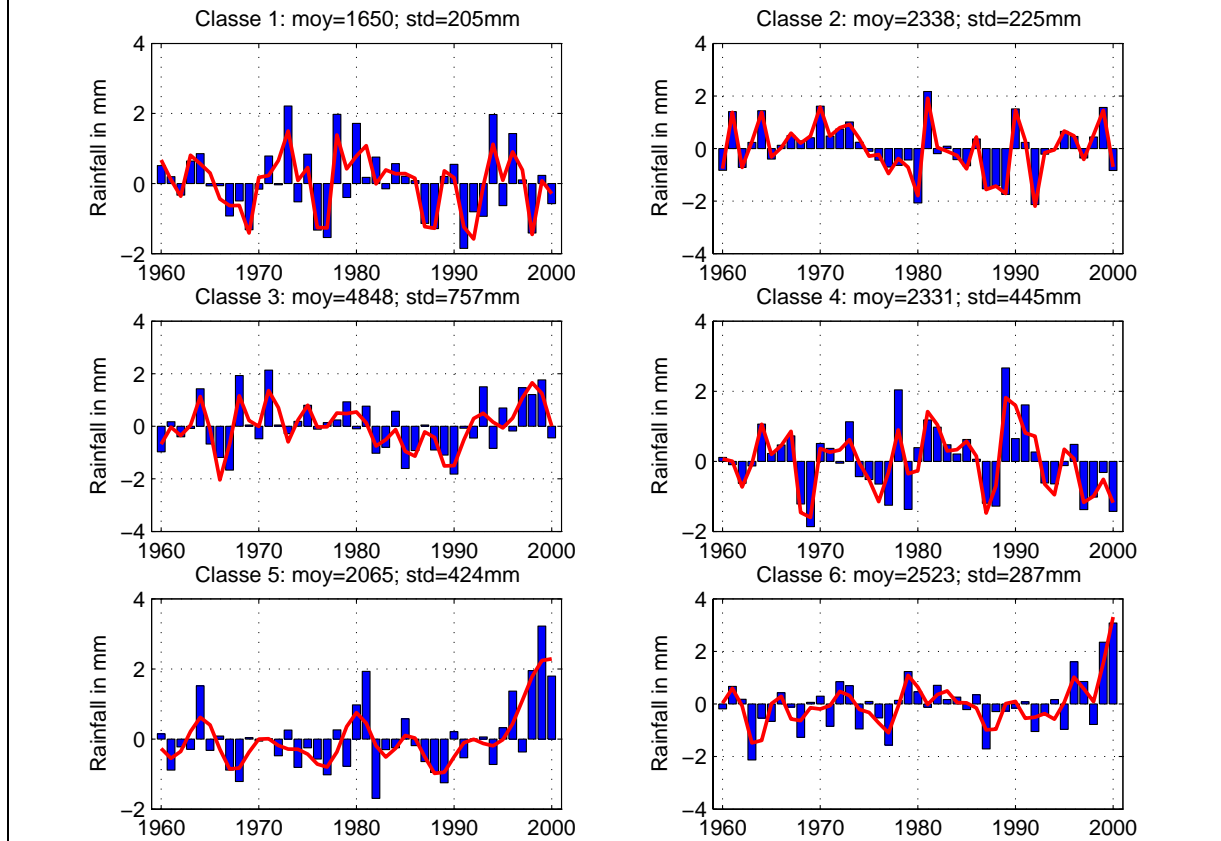 Classe 1: moy=1650; std=205mm
4
2
0
−2
Rainfall in mm
1960 1970 1980 1990 2000
Classe 2: moy=2338; std=225mm
4
2
0
−2
−4
Rainfall in mm
1960 1970 1980 1990 2000
Classe 3: moy=4848; std=757mm
4
2
0
−2
−4
Rainfall in mm
1960 1970 1980 1990 2000
Classe 4: moy=2331; std=445mm
4
2
0
−2
Rainfall in mm
1960 1970 1980 1990 2000
Classe 5: moy=2065; std=424mm
4
2
0
−2
Rainfall in mm
1960 1970 1980 1990 2000
Classe 6: moy=2523; std=287mm
4
2
0
−2
−4
Rainfall in mm
1960 1970 1980 1990 2000